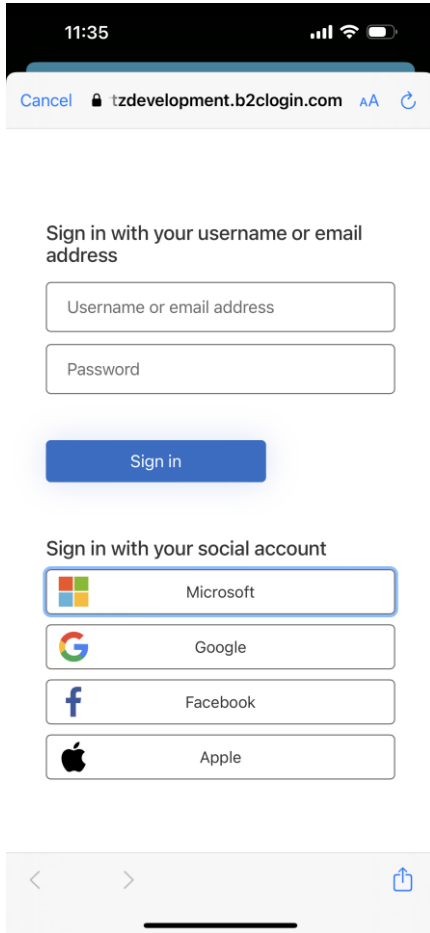 11:35
Cancel tzdevelopment.b2clogin.com AA
Sign in with your username or email
address
Username or email address
Password
Sign in
Sign in with your social account
Microsoft
Google
Facebook
Apple